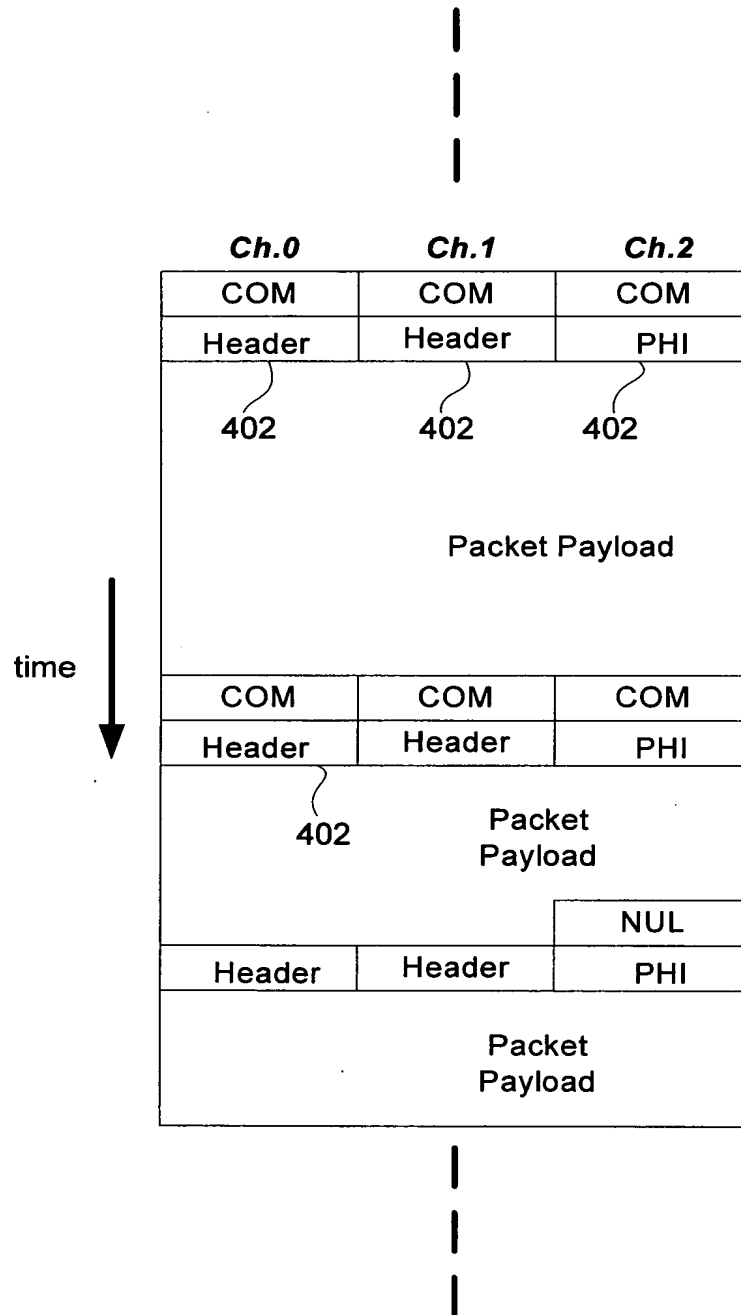 Ch.0 Ch.1 Ch.2
COM COM COM
Header Header PHI
402 402 402
Packet Payload
time
COM COM COM
Header Header PHI
402
Packet
Payload
NUL
Header Header PHI
Packet
Payload